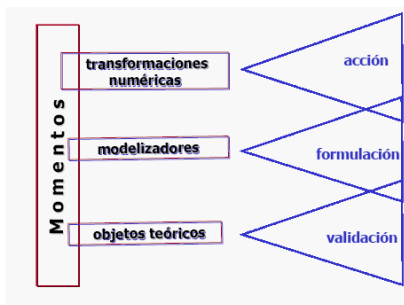 Momentos
transformaciones
numéricas
acción
modelizadores
formulación
objetos teóricos
validación